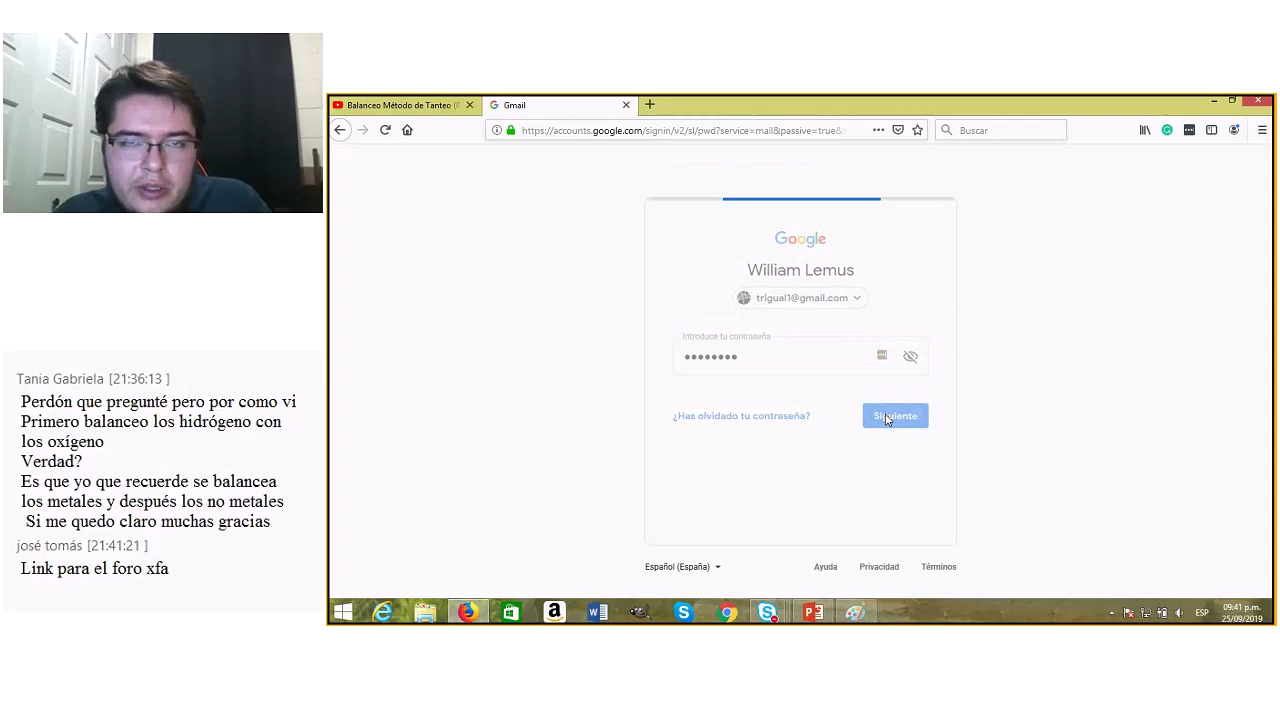 Balanceo Método de Tanteo (
Gmail
https://accounts.google.com/signin/v2/sl/pwd?service=mail&passive=true&
Buscar
Google
William Lemus
trigual1@gmail.com
Introduce tu contraseña
••••••••
¿Has olvidado tu contraseña?
Siguiente
Español (España)
Ayuda
Privacidad
Términos
ESP
09:41 p.m.
25/09/2019
Tania Gabriela [21:36:13 ]
Perdón que pregunté pero por como vi
Primero balanceo los hidrógeno con
los oxígeno
Verdad?
Es que yo que recuerde se balancea
los metales y después los no metales
Si me quedo claro muchas gracias
josé tomás [21:41:21 ]
Link para el foro xfa